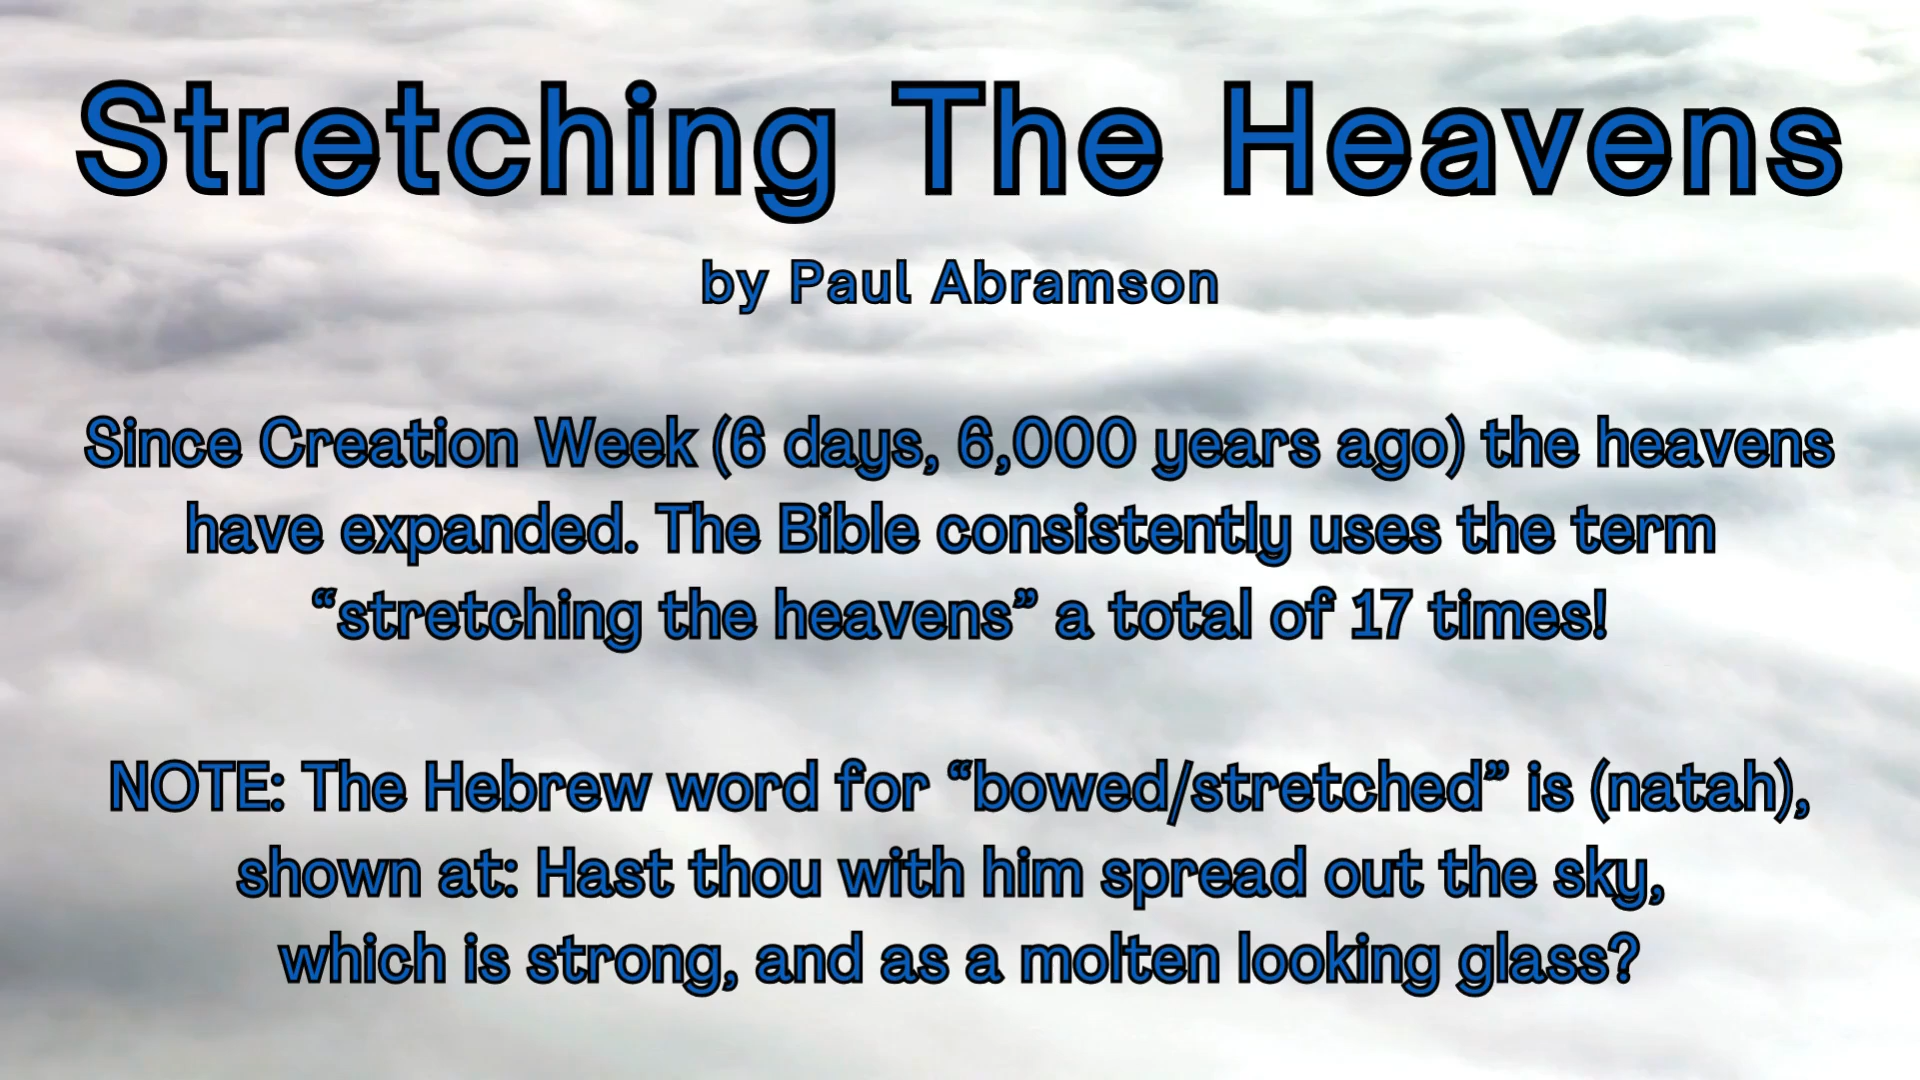 Stretching The Heavens
by Paul Abramson
Since Creation Week (6 days, 6,000 years ago) the heavens
have expanded. The Bible consistently uses the term
“stretching the heavens” a total of 17 times!
NOTE: The Hebrew word for “bowed/stretched” is (natah),
shown at: Hast thou with him spread out the sky,
which is strong, and as a molten looking glass?